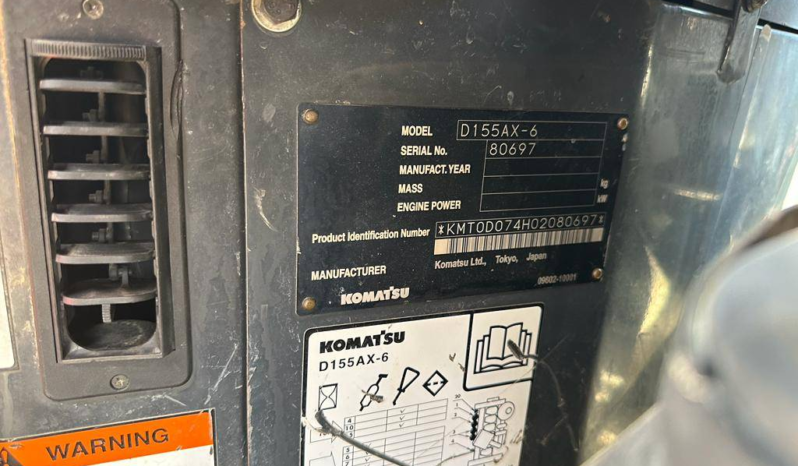 MODEL D155AX-6
SERIAL No. 80697
MANUFACT. YEAR
MASS kg
ENGINE POWER kW
Product Identification Number *KMT0D074H02080697*
MANUFACTURER Komatsu Ltd., Tokyo, Japan
KOMATSU
KOMATSU
D155AX-6
WARNING